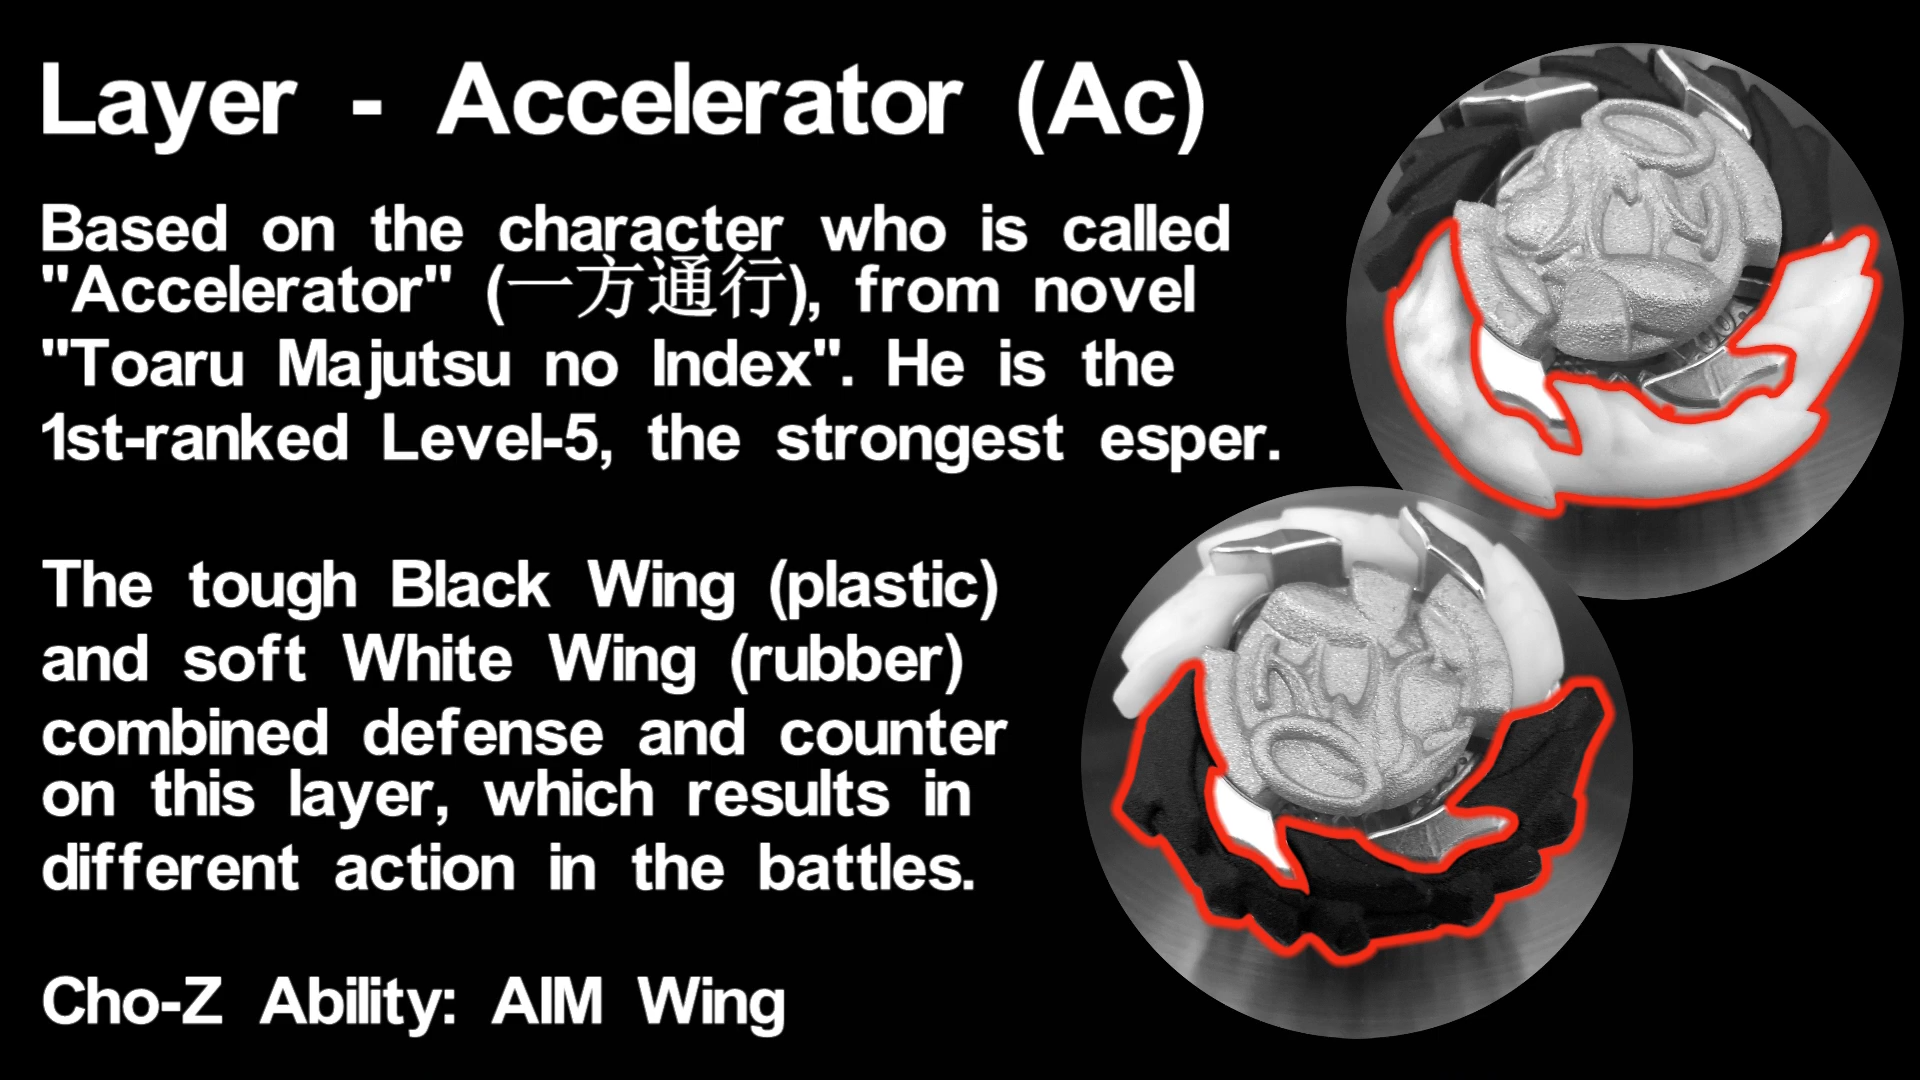 Layer - Accelerator (Ac)
Based on the character who is called
"Accelerator" (一方通行), from novel
"Toaru Majutsu no Index". He is the
1st-ranked Level-5, the strongest esper.
The tough Black Wing (plastic)
and soft White Wing (rubber)
combined defense and counter
on this layer, which results in
different action in the battles.
Cho-Z Ability: AIM Wing